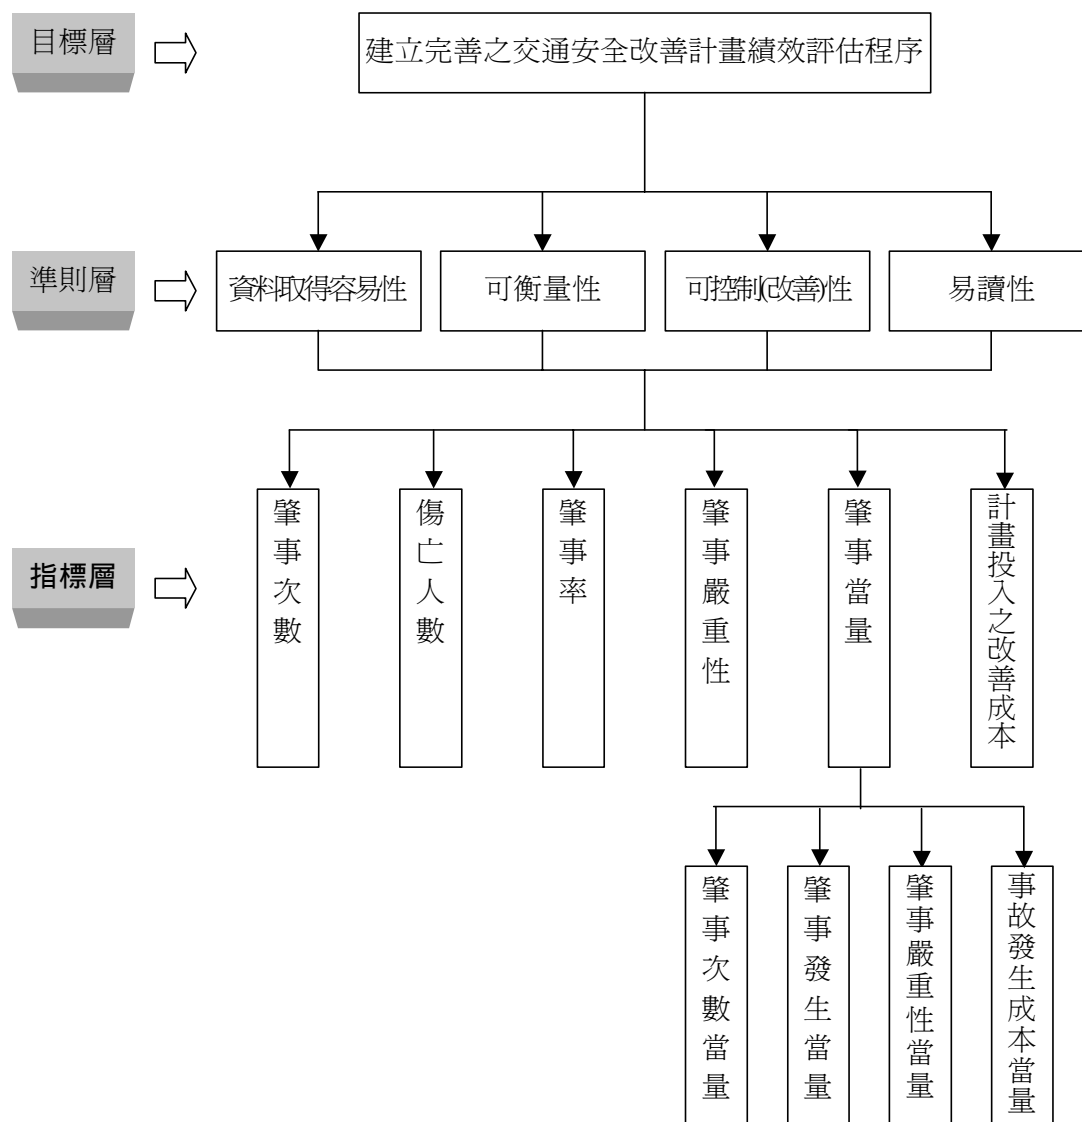 目標層
建立完善之交通安全改善計畫績效評估程序
準則層
資料取得容易性
可衡量性
可控制(改善)性
易讀性
指標層
肇事次數
傷亡人數
肇事率
肇事嚴重性
肇事當量
計畫投入之改善成本
肇事次數當量
肇事發生當量
肇事嚴重性當量
事故發生成本當量